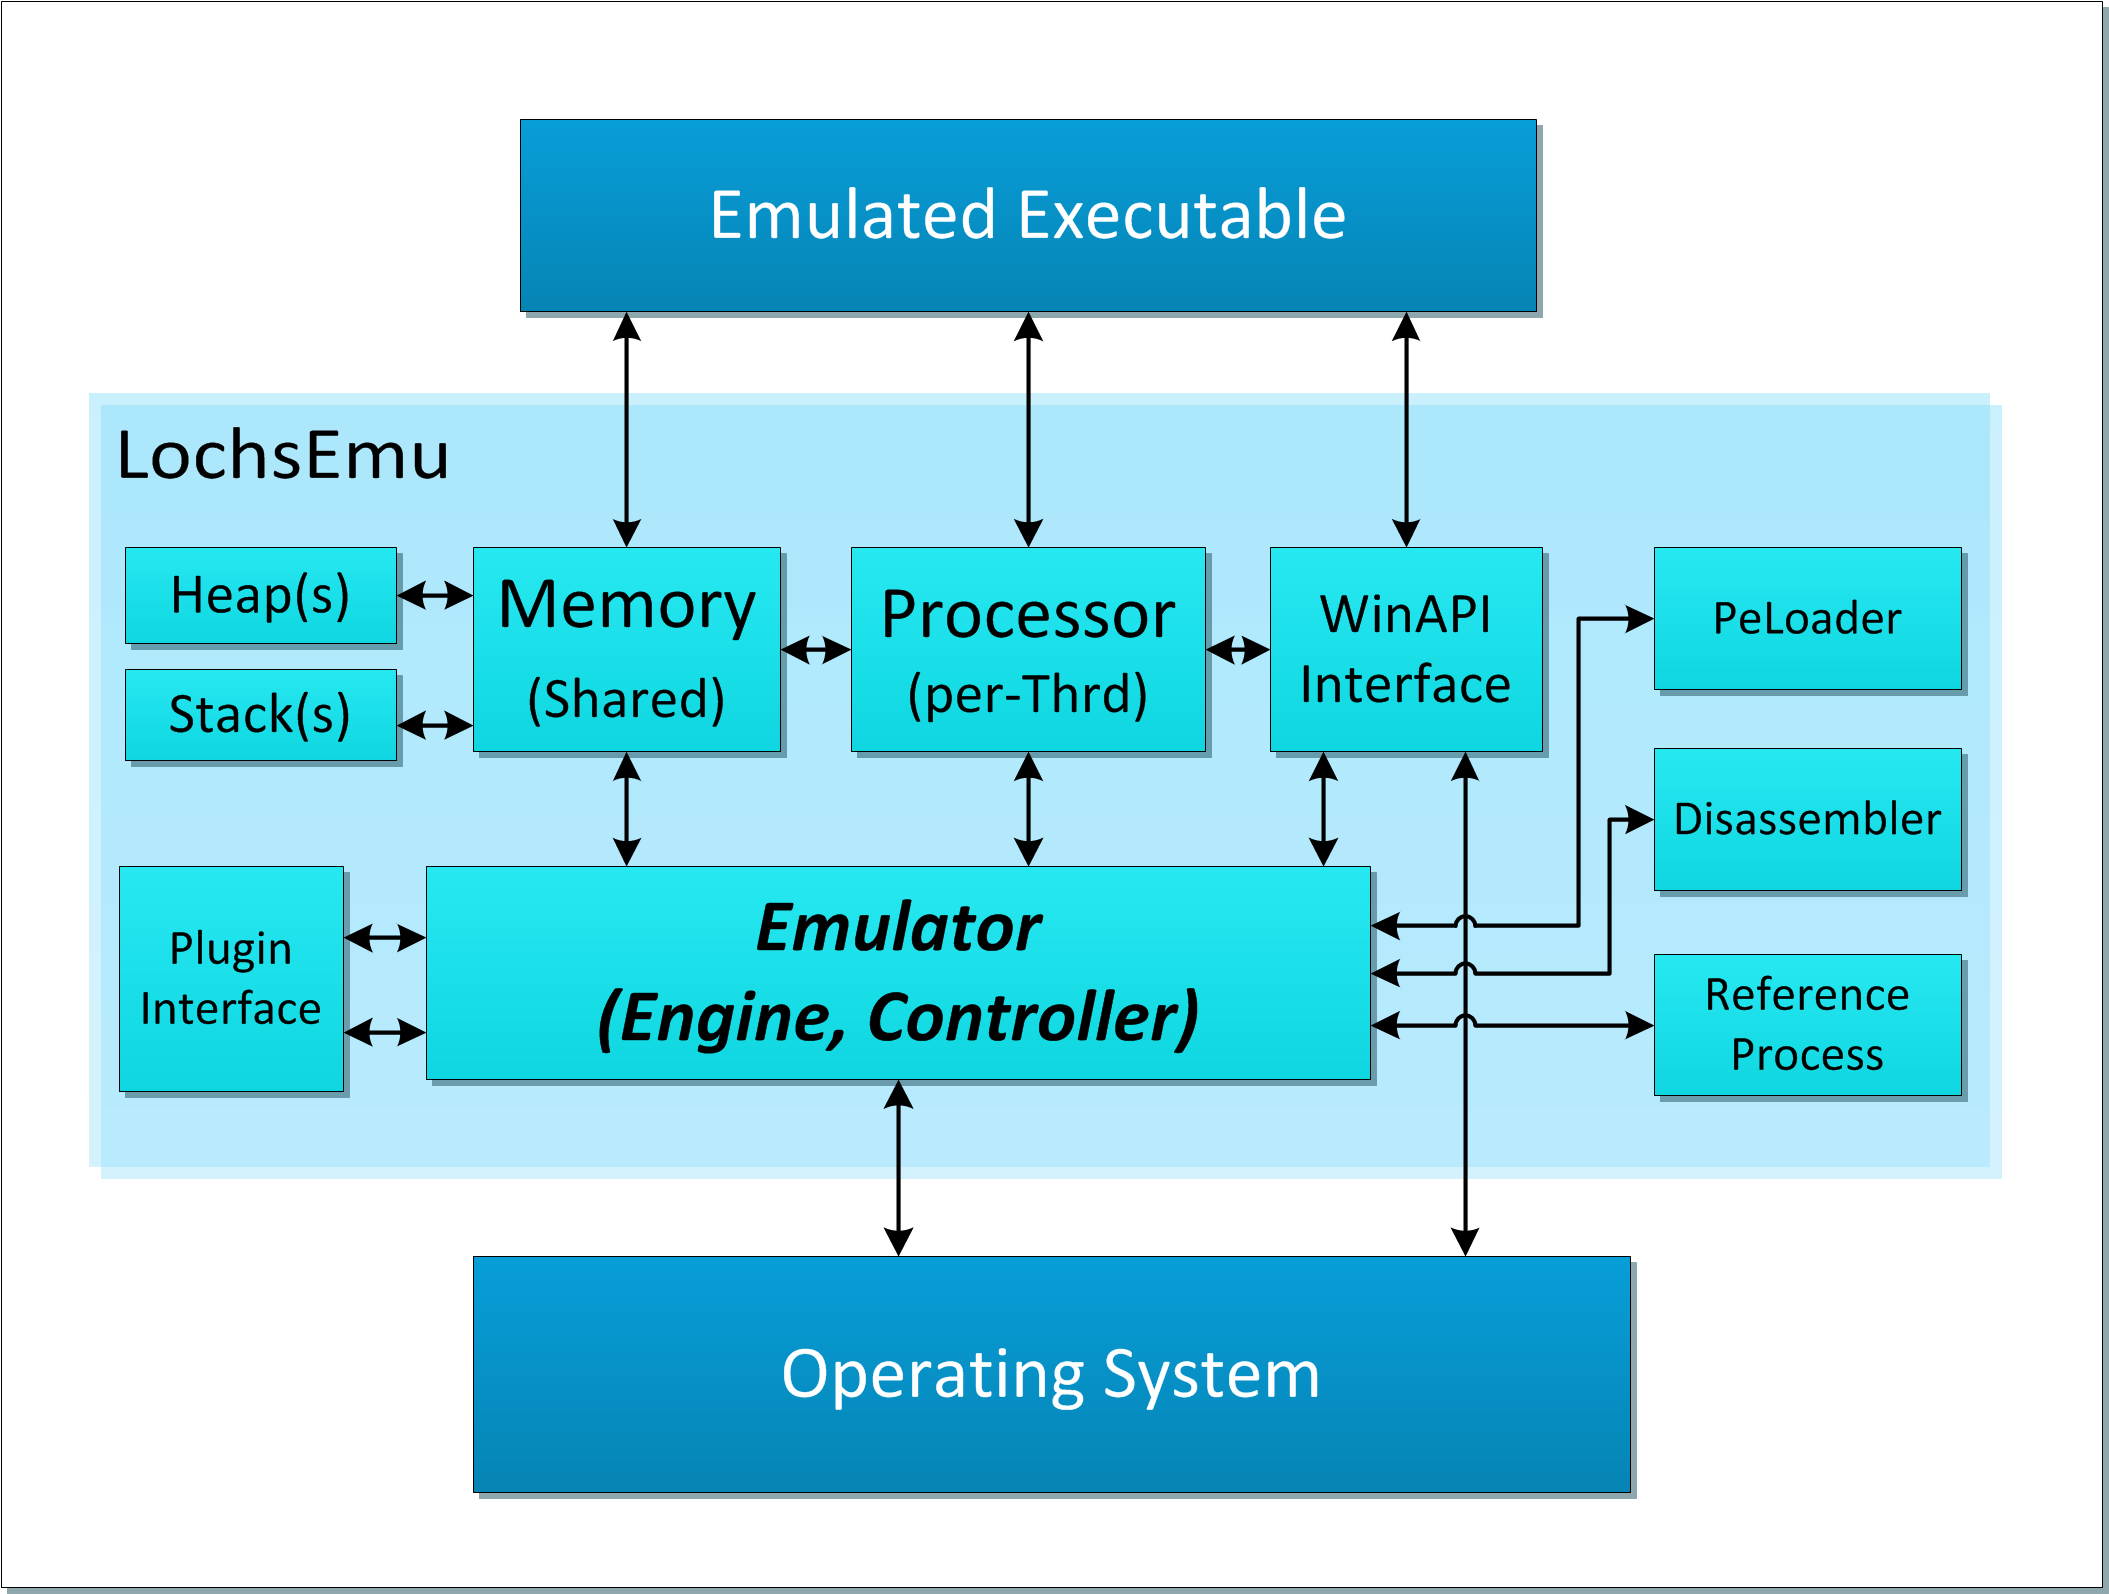 Emulated Executable
LochsEmu
Heap(s)
Stack(s)
Memory
(Shared)
Processor
(per-Thrd)
WinAPI
Interface
PeLoader
Disassembler
Reference
Process
Plugin
Interface
Emulator
(Engine, Controller)
Operating System